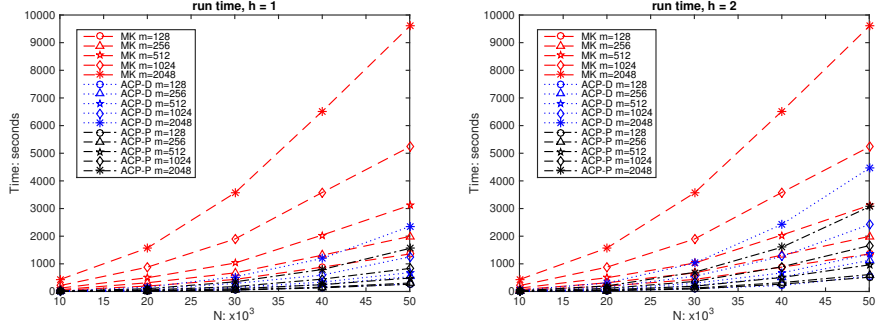 run time, h = 1
10000
9000
8000
7000
6000
5000
4000
3000
2000
1000
0
Time: seconds
MK m=128
MK m=256
MK m=512
MK m=1024
MK m=2048
ACP-D m=128
ACP-D m=256
ACP-D m=512
ACP-D m=1024
ACP-D m=2048
ACP-P m=128
ACP-P m=256
ACP-P m=512
ACP-P m=1024
ACP-P m=2048
10 15 20 25 30 35 40 45 50
N: x10³
run time, h = 2
10000
9000
8000
7000
6000
5000
4000
3000
2000
1000
0
Time: seconds
MK m=128
MK m=256
MK m=512
MK m=1024
MK m=2048
ACP-D m=128
ACP-D m=256
ACP-D m=512
ACP-D m=1024
ACP-D m=2048
ACP-P m=128
ACP-P m=256
ACP-P m=512
ACP-P m=1024
ACP-P m=2048
10 15 20 25 30 35 40 45 50
N: x10³